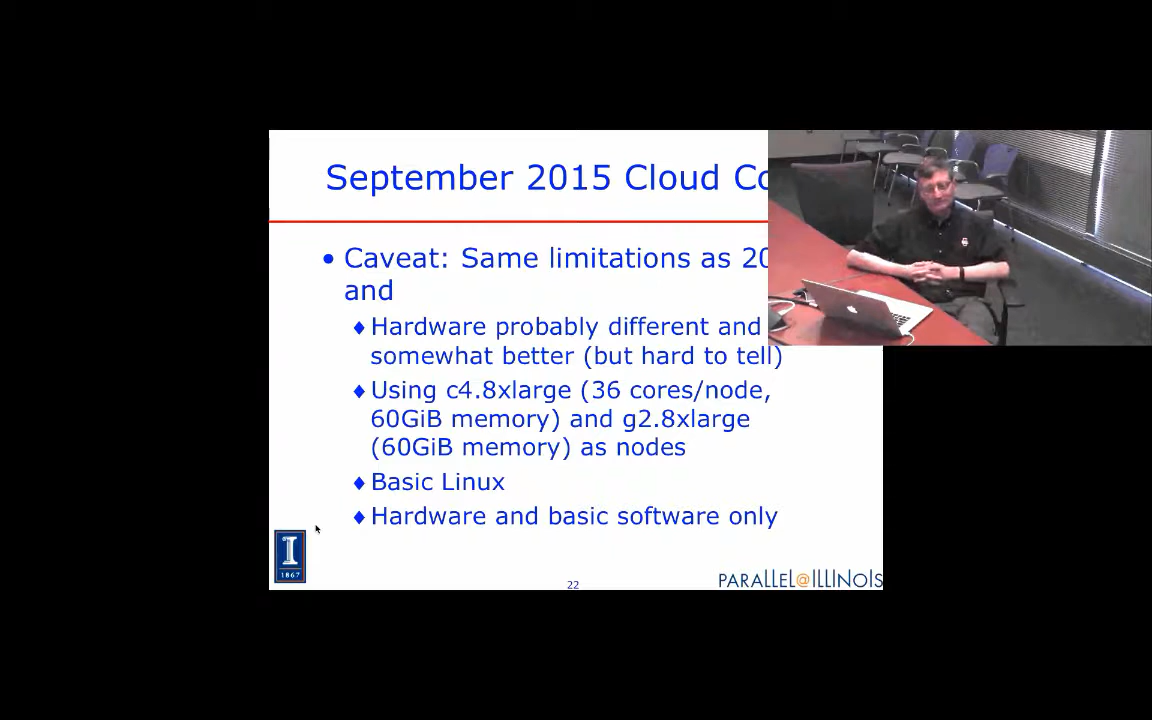 September 2015 Cloud
• Caveat: Same limitations as
and
♦Hardware probably different and
somewhat better (but hard to tell)
♦Using c4.8xlarge (36 cores/node,
60GiB memory) and g2.8xlarge
(60GiB memory) as nodes
♦Basic Linux
♦Hardware and basic software only
I
1867
22
PARALLEL@ILLINOIS